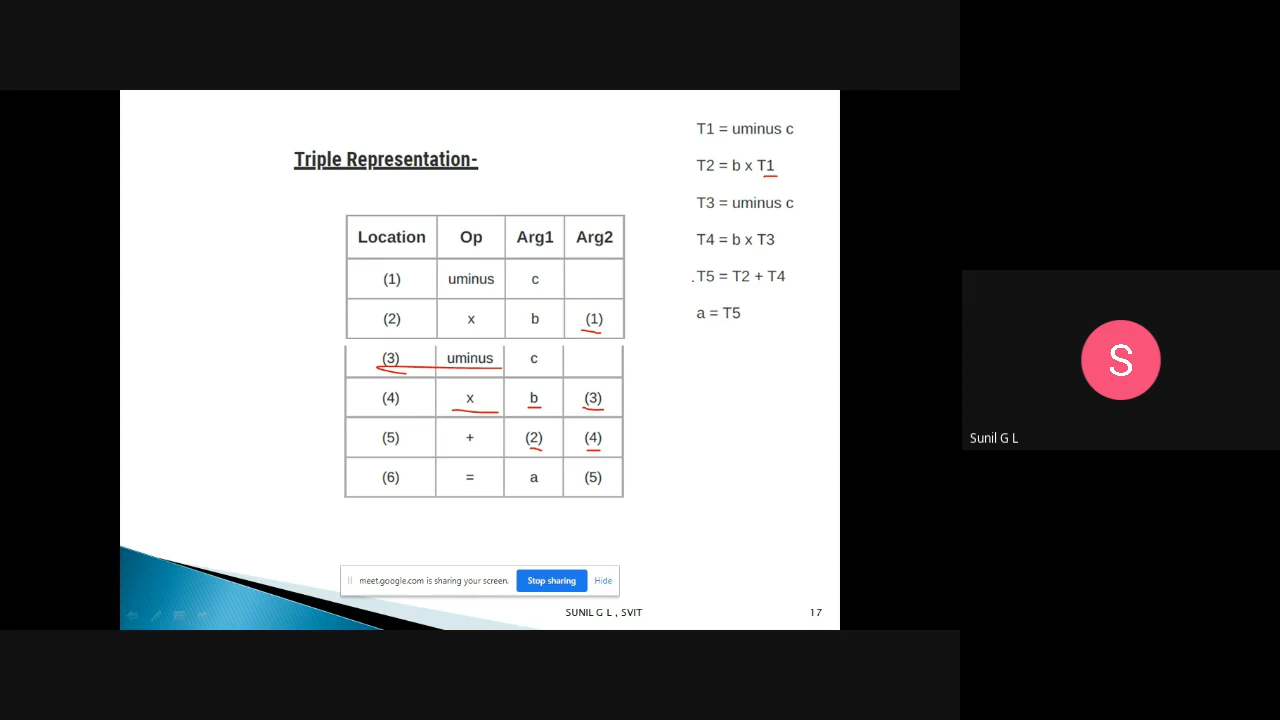 Triple Representation-
Location Op Arg1 Arg2
(1) uminus c
(2) x b (1)
(3) uminus c
(4) x b (3)
(5) + (2) (4)
(6) = a (5)
T1 = uminus c
T2 = b x T1
T3 = uminus c
T4 = b x T3
T5 = T2 + T4
a = T5
meet.google.com is sharing your screen. Stop sharing Hide
SUNIL G L , SVIT 17
S
Sunil G L